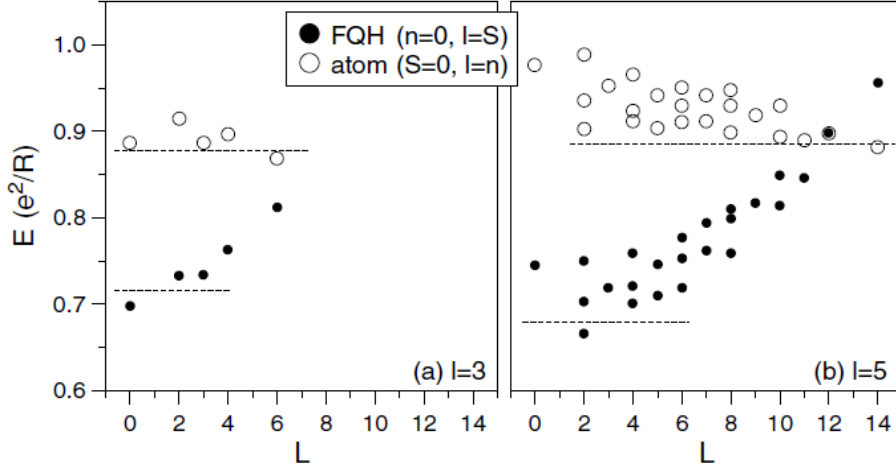 FQH (n=0, l=S)
atom (S=0, l=n)
E (e²/R)
1.0
0.9
0.8
0.7
0.6
(a) l=3
(b) l=5
0 2 4 6 8 10 12 14
0 2 4 6 8 10 12 14
L
L